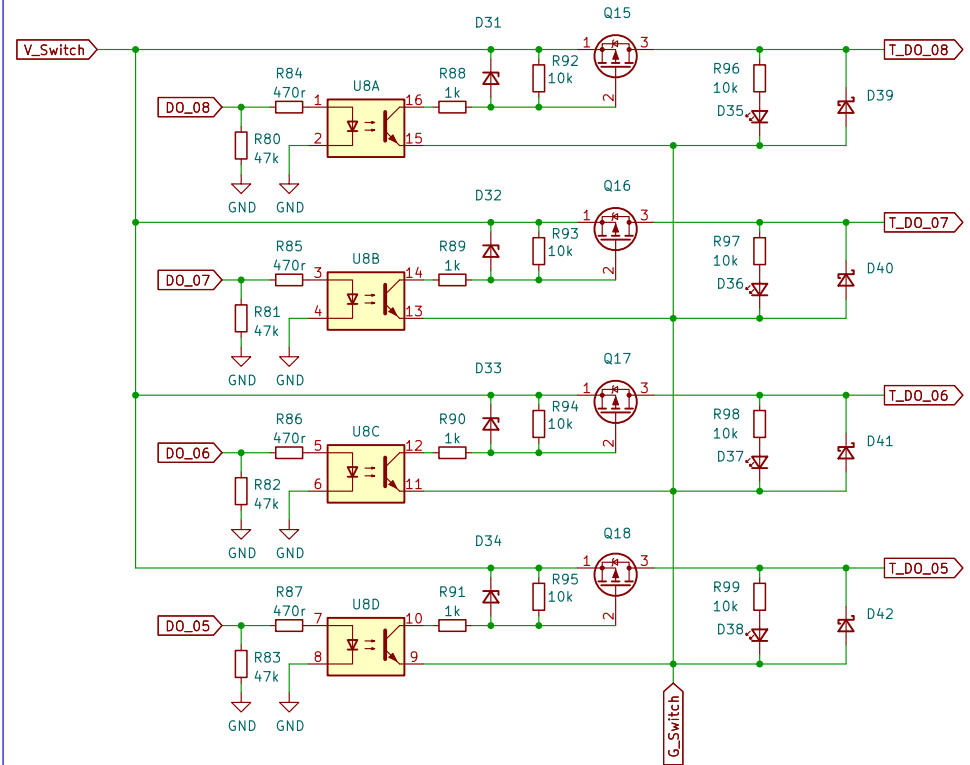 D31
Q15
V_Switch
1
3
T_DO_08
R84
470r
U8A
R88
1k
R92
10k
R96
10k
D39
DO_08
1
16
2
D35
R80
47k
2
15
GND
GND
D32
Q16
1
3
T_DO_07
R85
470r
U8B
R89
1k
R93
10k
R97
10k
D40
DO_07
3
14
2
D36
R81
47k
4
13
GND
GND
D33
Q17
1
3
T_DO_06
R86
470r
U8C
R90
1k
R94
10k
R98
10k
D41
DO_06
5
12
2
D37
R82
47k
6
11
GND
GND
D34
Q18
1
3
T_DO_05
R87
470r
U8D
R91
1k
R95
10k
R99
10k
D42
DO_05
7
10
2
D38
R83
47k
8
9
GND
GND
G_Switch